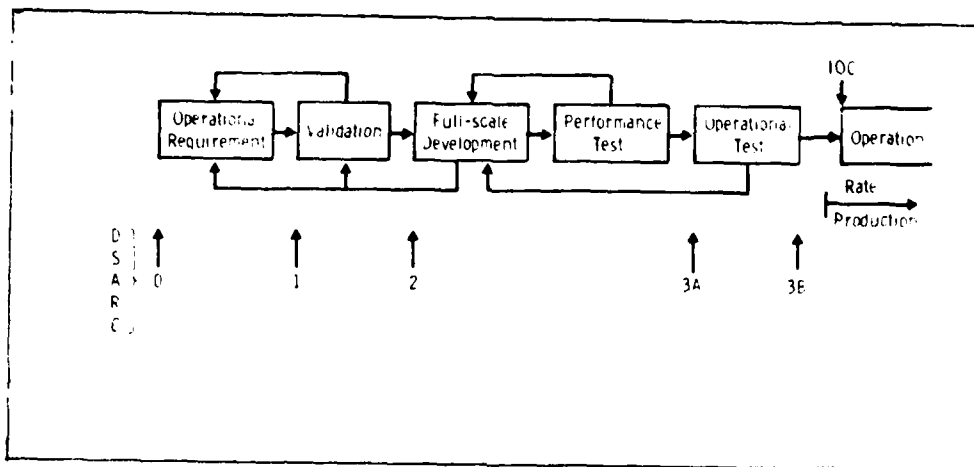 IOC
Operational
Requirement
Validation
Full-scale
Development
Performance
Test
Operational
Test
Operation
Rate
Production
D
S
A
R
C
0
1
2
3A
3B